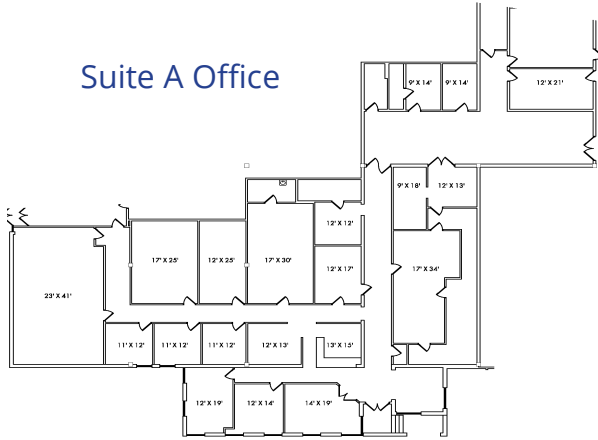 Suite A Office
9' X 14'
9' X 14'
12' X 21'
9' X 18'
12' X 13'
12' X 12'
17' X 25'
12' X 25'
17' X 30'
12' X 17'
17' X 34'
23' X 41'
11' X 12'
11' X 12'
11' X 12'
12' X 13'
13' X 15'
12' X 19'
12' X 14'
14' X 19'